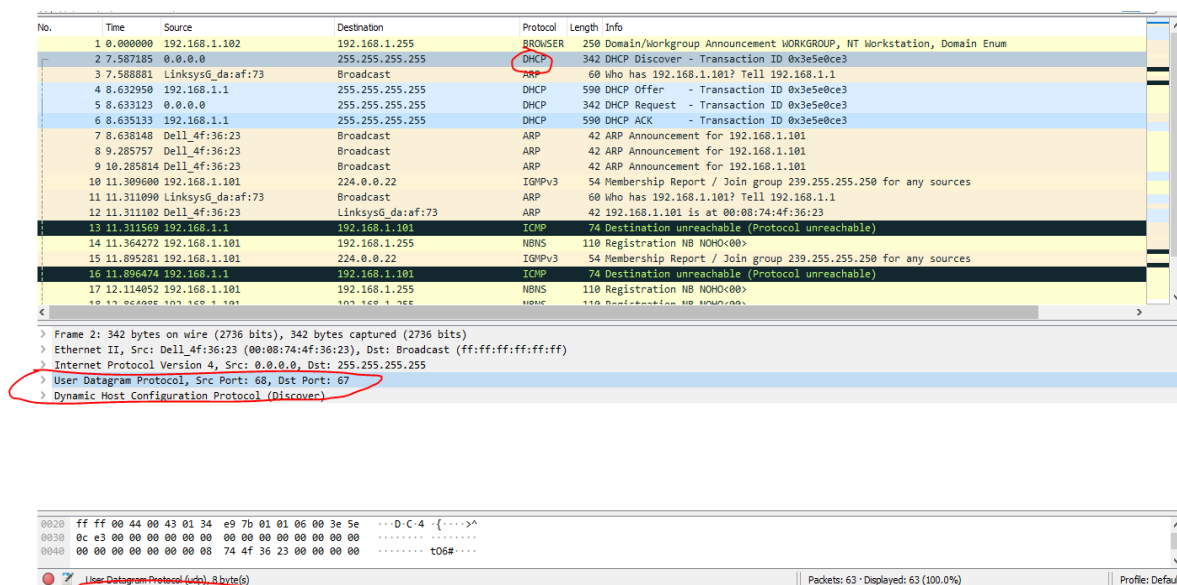 No. Time Source Destination Protocol Length Info
1 0.000000 192.168.1.102 192.168.1.255 BROWSER 250 Domain/Workgroup Announcement WORKGROUP, NT Workstation, Domain Enum
2 7.587185 0.0.0.0 255.255.255.255 DHCP 342 DHCP Discover - Transaction ID 0x3e5e0ce3
3 7.588881 LinksysG_da:af:73 Broadcast ARP 60 Who has 192.168.1.101? Tell 192.168.1.1
4 8.632950 192.168.1.1 255.255.255.255 DHCP 590 DHCP Offer - Transaction ID 0x3e5e0ce3
5 8.633123 0.0.0.0 255.255.255.255 DHCP 342 DHCP Request - Transaction ID 0x3e5e0ce3
6 8.635133 192.168.1.1 255.255.255.255 DHCP 590 DHCP ACK - Transaction ID 0x3e5e0ce3
7 8.638148 Dell_4f:36:23 Broadcast ARP 42 ARP Announcement for 192.168.1.101
8 9.285757 Dell_4f:36:23 Broadcast ARP 42 ARP Announcement for 192.168.1.101
9 10.285814 Dell_4f:36:23 Broadcast ARP 42 ARP Announcement for 192.168.1.101
10 11.309600 192.168.1.101 224.0.0.22 IGMPv3 54 Membership Report / Join group 239.255.255.250 for any sources
11 11.311090 LinksysG_da:af:73 Broadcast ARP 60 Who has 192.168.1.101? Tell 192.168.1.1
12 11.311102 Dell_4f:36:23 LinksysG_da:af:73 ARP 42 192.168.1.101 is at 00:08:74:4f:36:23
13 11.311569 192.168.1.1 192.168.1.101 ICMP 74 Destination unreachable (Protocol unreachable)
14 11.364272 192.168.1.101 192.168.1.255 NBNS 110 Registration NB NOHO<00>
15 11.895281 192.168.1.101 224.0.0.22 IGMPv3 54 Membership Report / Join group 239.255.255.250 for any sources
16 11.896474 192.168.1.1 192.168.1.101 ICMP 74 Destination unreachable (Protocol unreachable)
17 12.114052 192.168.1.101 192.168.1.255 NBNS 110 Registration NB NOHO<00>
18 12.864085 192.168.1.101 192.168.1.255 NBNS 110 Registration NB NOHO<00>
> Frame 2: 342 bytes on wire (2736 bits), 342 bytes captured (2736 bits)
> Ethernet II, Src: Dell_4f:36:23 (00:08:74:4f:36:23), Dst: Broadcast (ff:ff:ff:ff:ff:ff)
> Internet Protocol Version 4, Src: 0.0.0.0, Dst: 255.255.255.255
> User Datagram Protocol, Src Port: 68, Dst Port: 67
> Dynamic Host Configuration Protocol (Discover)
0020 ff ff 00 44 00 43 01 34 e9 7b 01 01 06 00 3e 5e ···D·C·4 ·{····>^
0030 0c e3 00 00 00 00 00 00 00 00 00 00 00 00 00 00 ········ ········
0040 00 00 00 00 00 00 00 08 74 4f 36 23 00 00 00 00 ········ tO6#····
User Datagram Protocol (udp), 8 byte(s) Packets: 63 · Displayed: 63 (100.0%) Profile: Defau